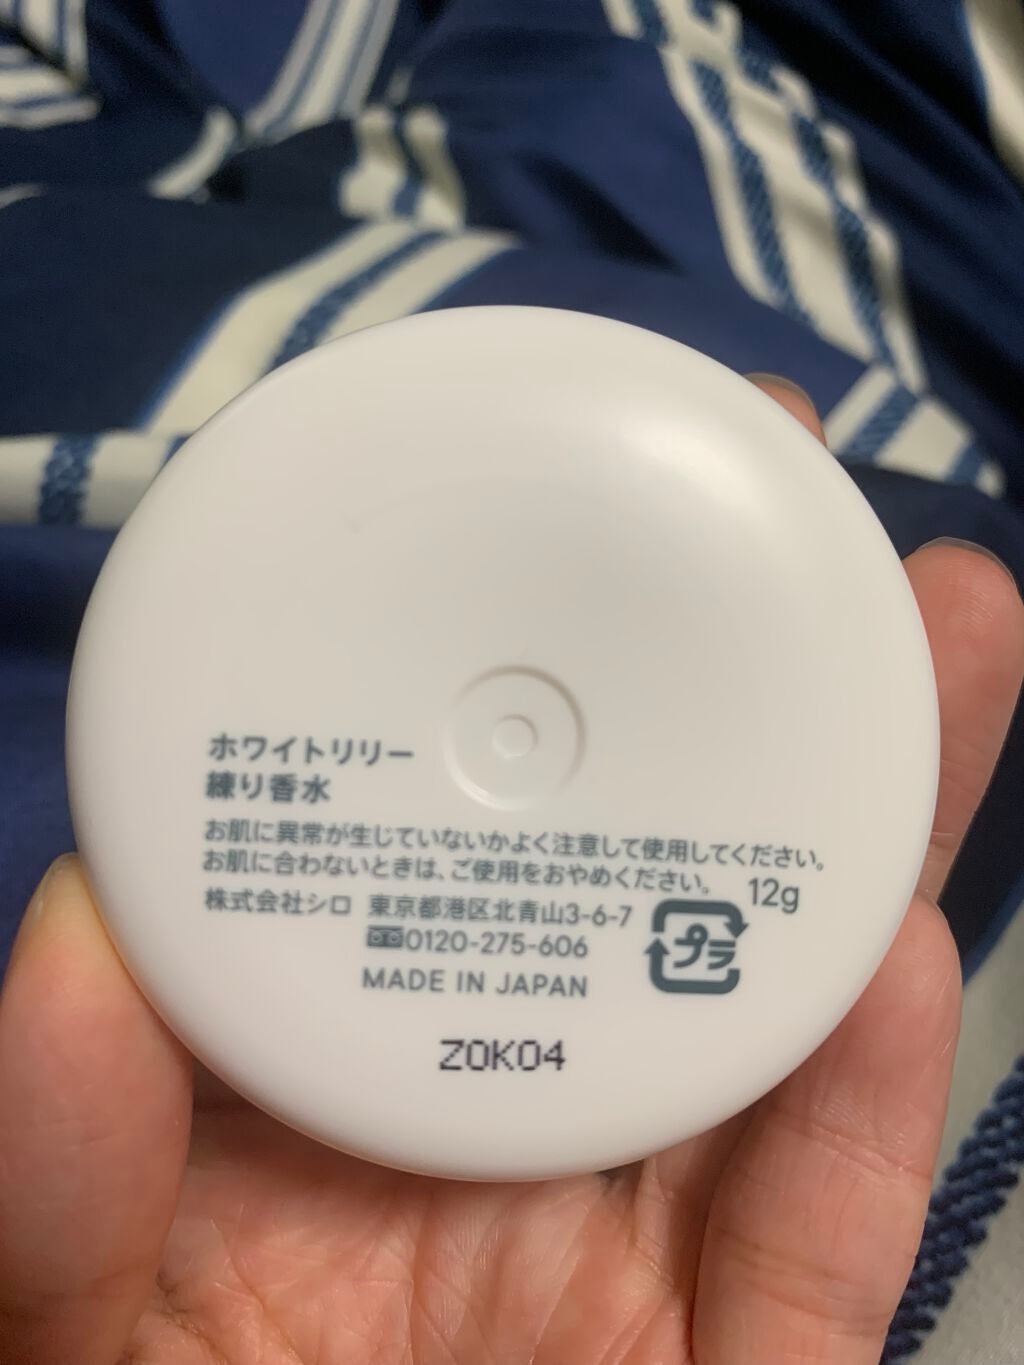 ホワイトリリー
練り香水
お肌に異常が生じていないかよく注意して使用してください。
お肌に合わないときは、ご使用をおやめください。
12g
株式会社シロ 東京都港区北青山3-6-7
0120-275-606
プラ
MADE IN JAPAN
Z0K04